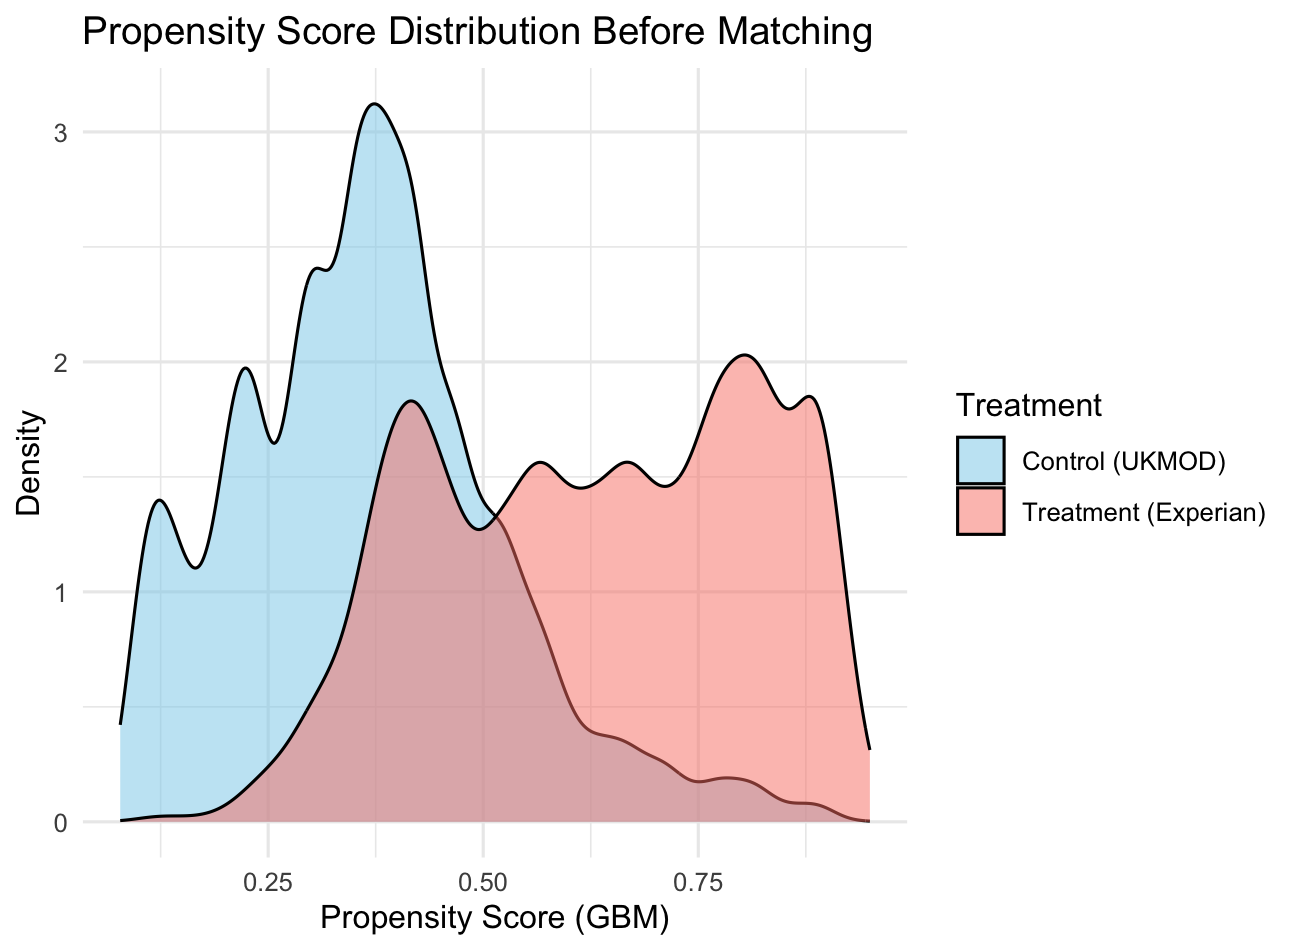 Propensity Score Distribution Before Matching
3
2
1
0
Density
0.25 0.50 0.75
Propensity Score (GBM)
Treatment
Control (UKMOD)
Treatment (Experian)